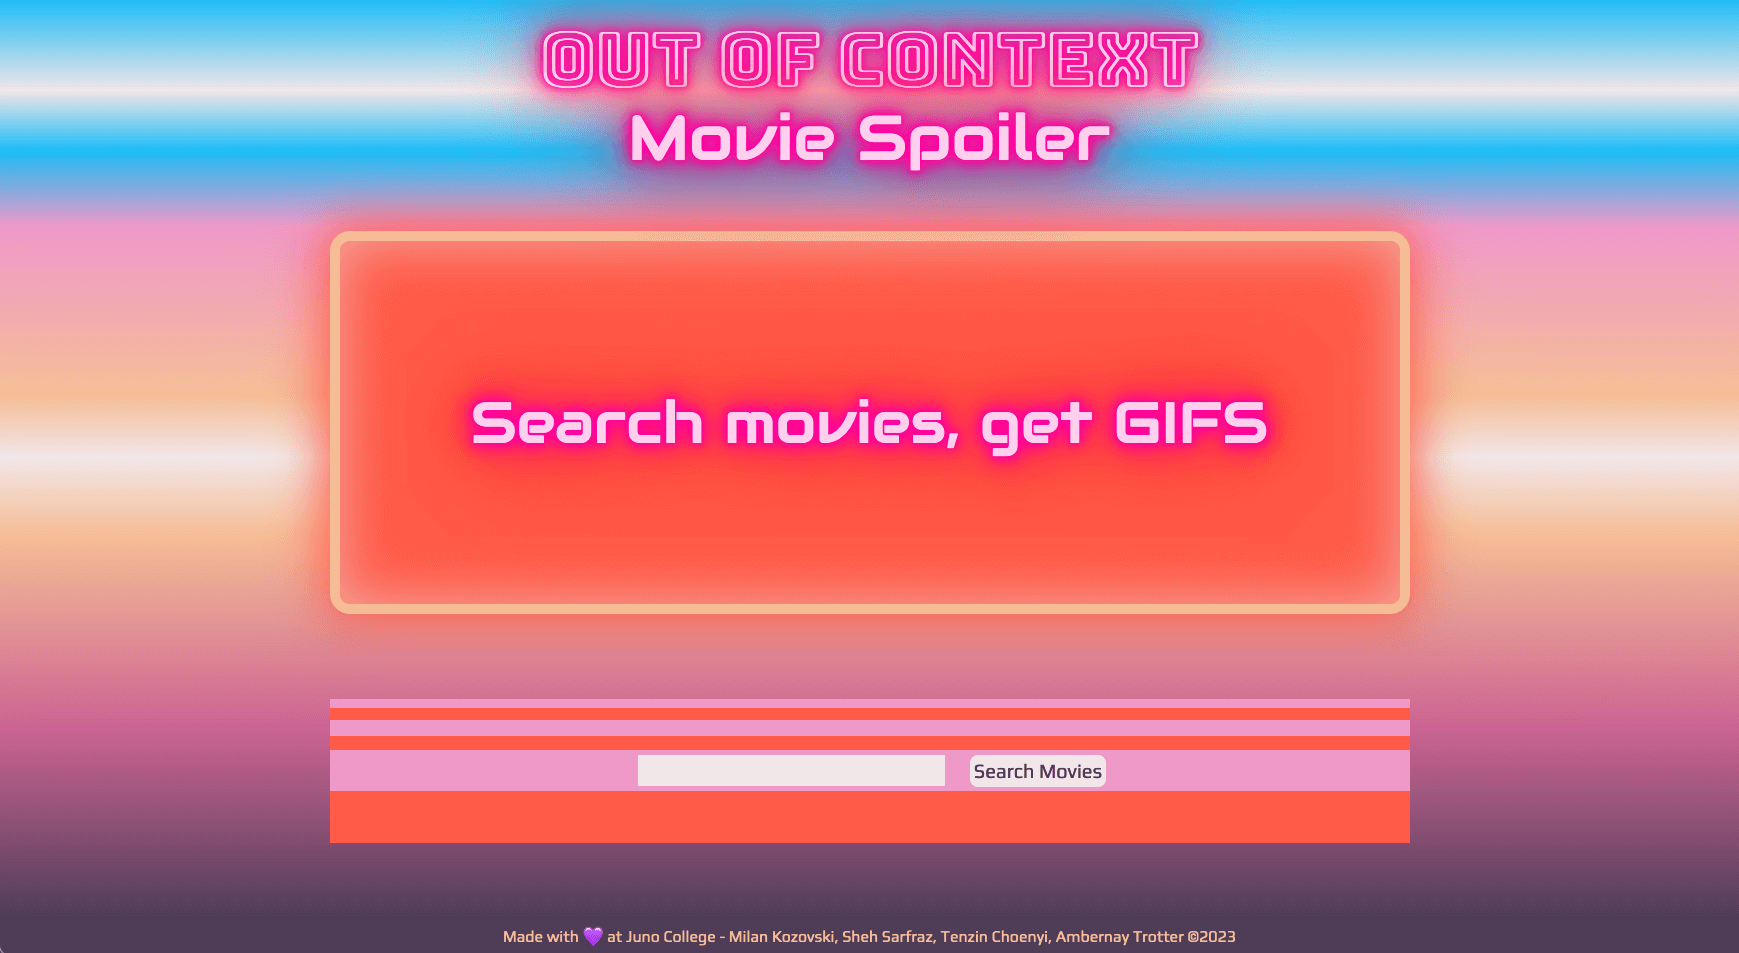 OUT OF CONTEXT
Movie Spoiler
Search movies, get GIFS
Search Movies
Made with 💜 at Juno College - Milan Kozovski, Sheh Sarfraz, Tenzin Choenyi, Ambernay Trotter ©2023